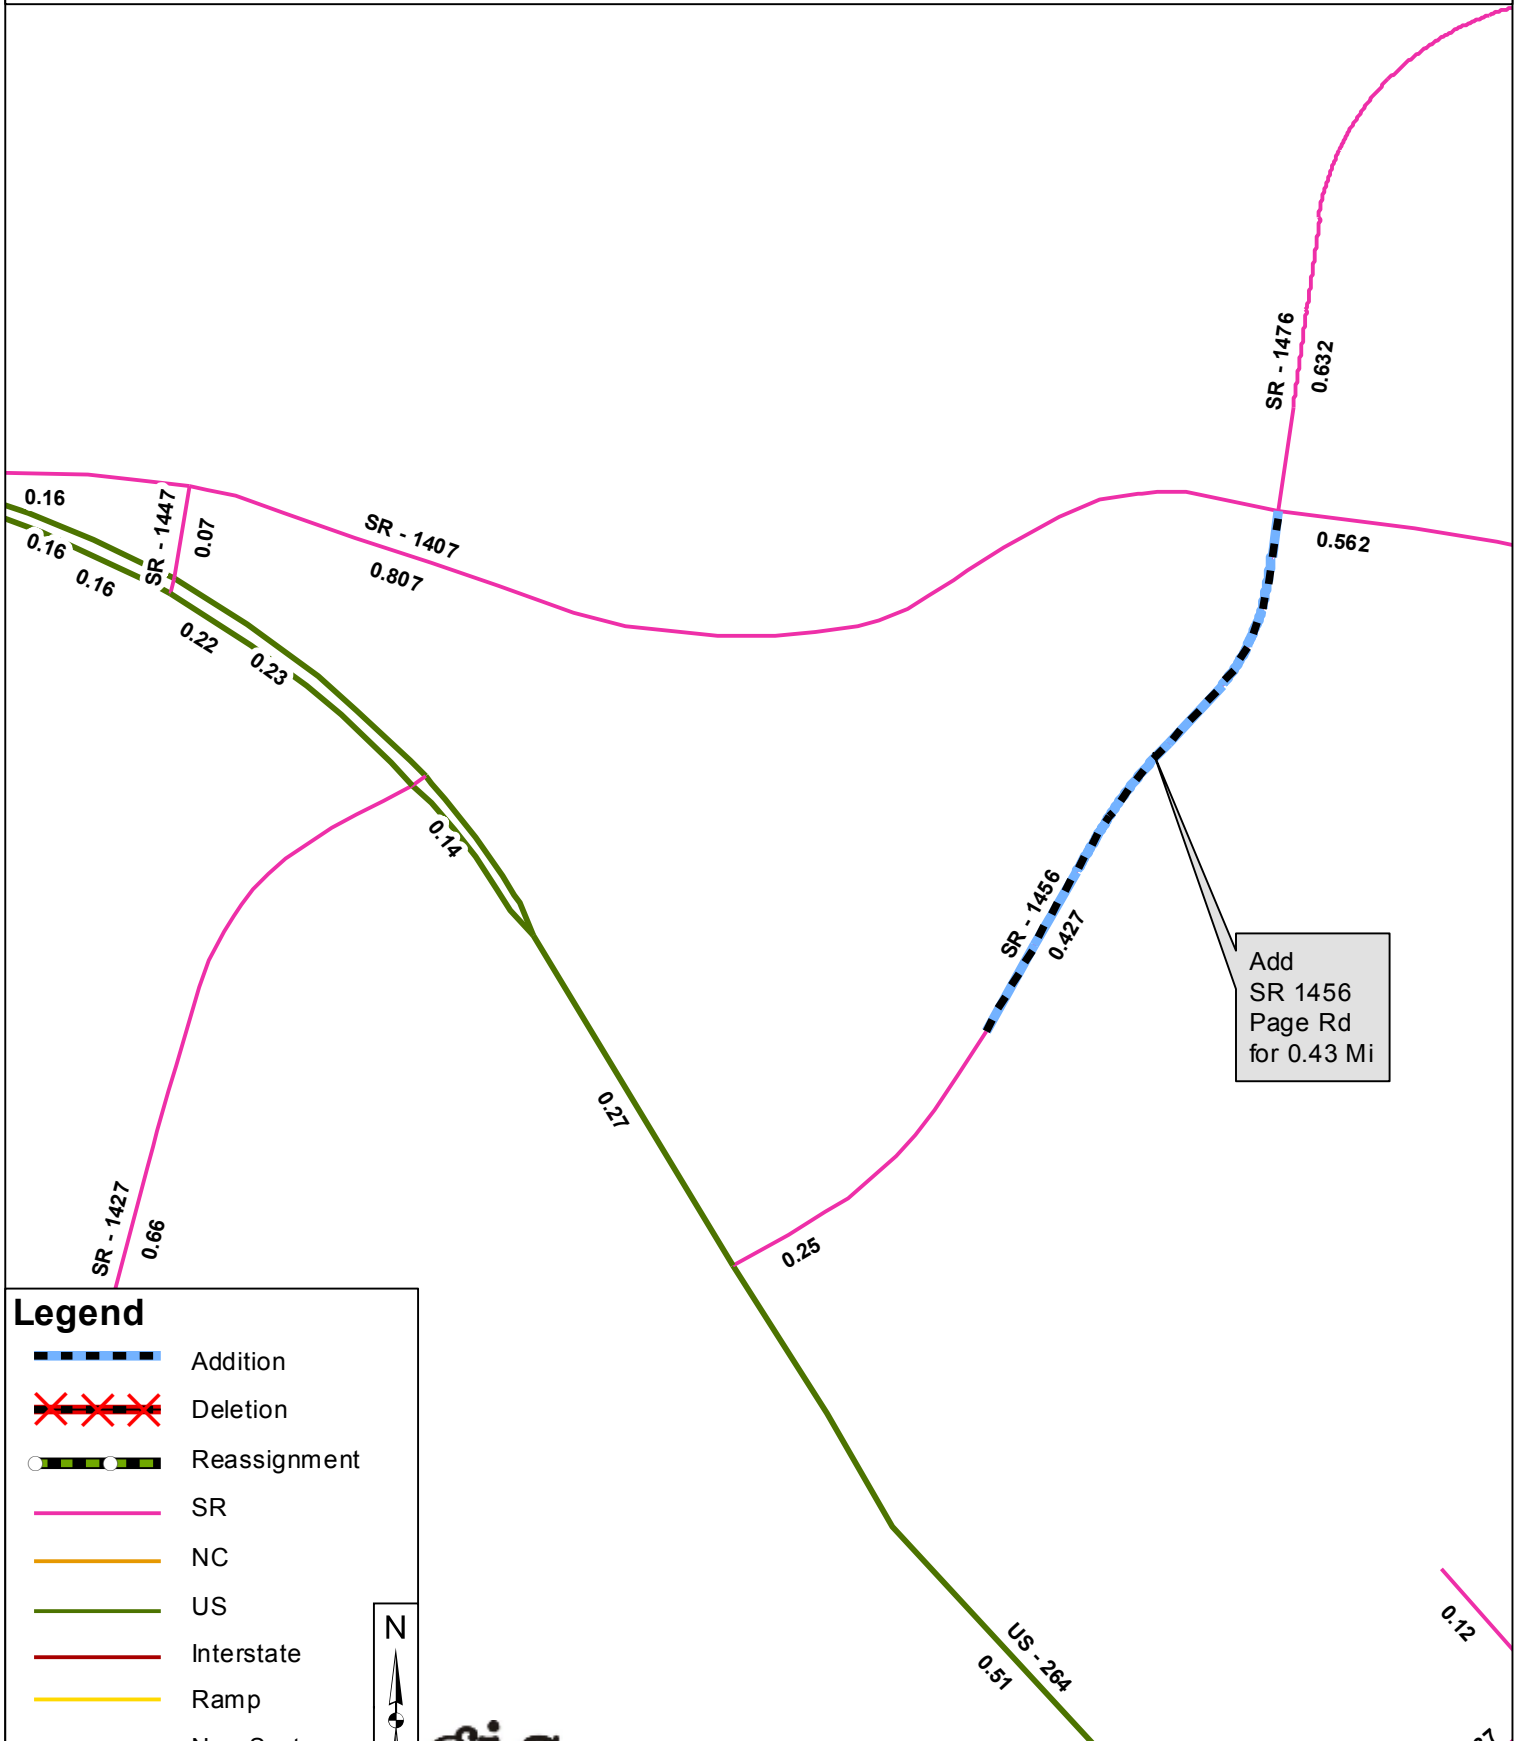 SR - 1476
0.632
0.16
SR - 1447
0.07
SR - 1407
0.807
0.562
0.16
0.16
0.22
0.23
0.14
SR - 1456
0.427
Add
SR 1456
Page Rd
for 0.43 Mi
0.27
SR - 1427
0.66
0.25
Legend
Addition
Deletion
Reassignment
SR
NC
US
Interstate
Ramp
N
US - 264
0.51
0.12